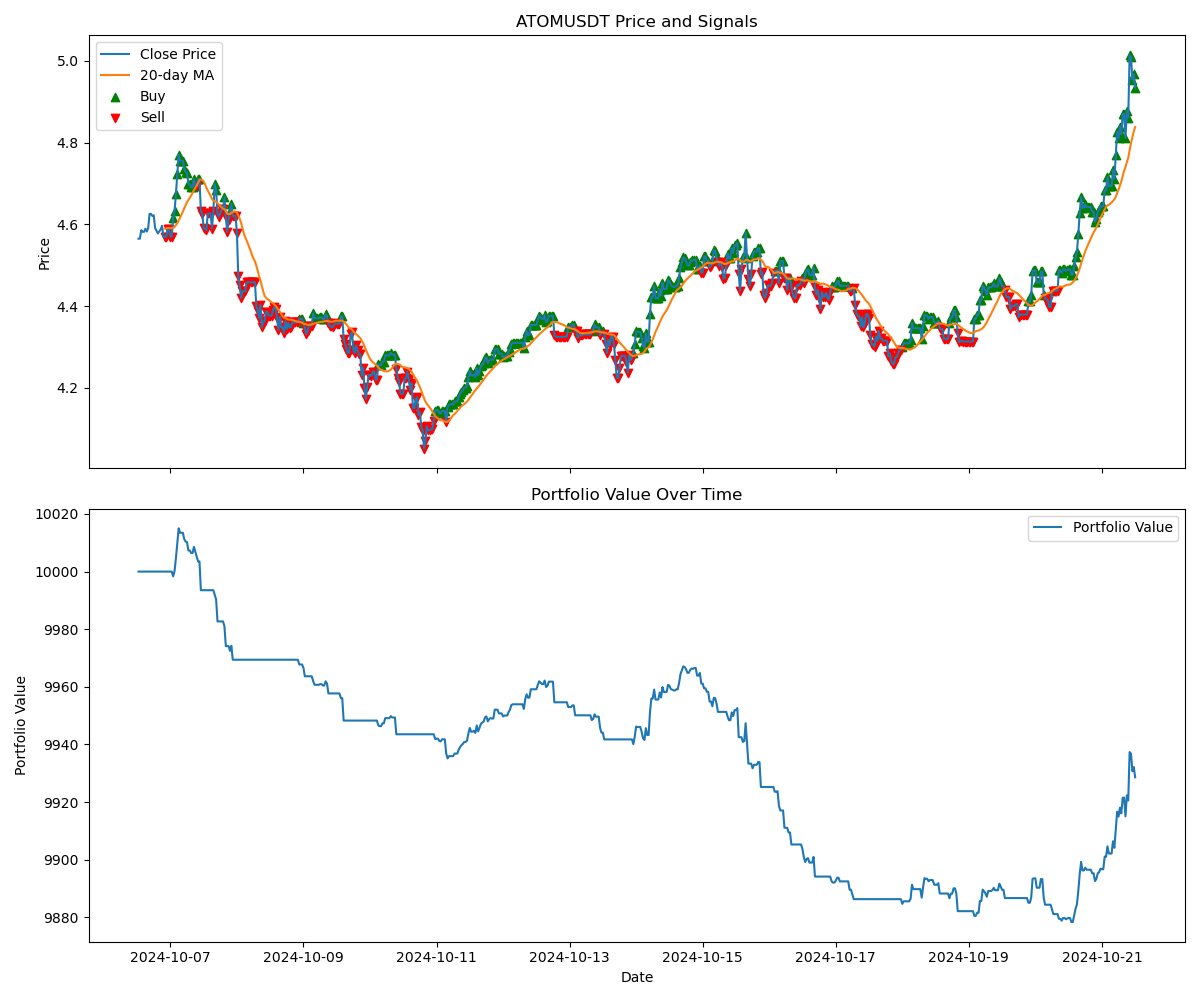 ATOMUSDT Price and Signals
Close Price
20-day MA
Buy
Sell
Price
5.0
4.8
4.6
4.4
4.2
Portfolio Value Over Time
Portfolio Value
Portfolio Value
10020
10000
9980
9960
9940
9920
9900
9880
2024-10-07 2024-10-09 2024-10-11 2024-10-13 2024-10-15 2024-10-17 2024-10-19 2024-10-21
Date